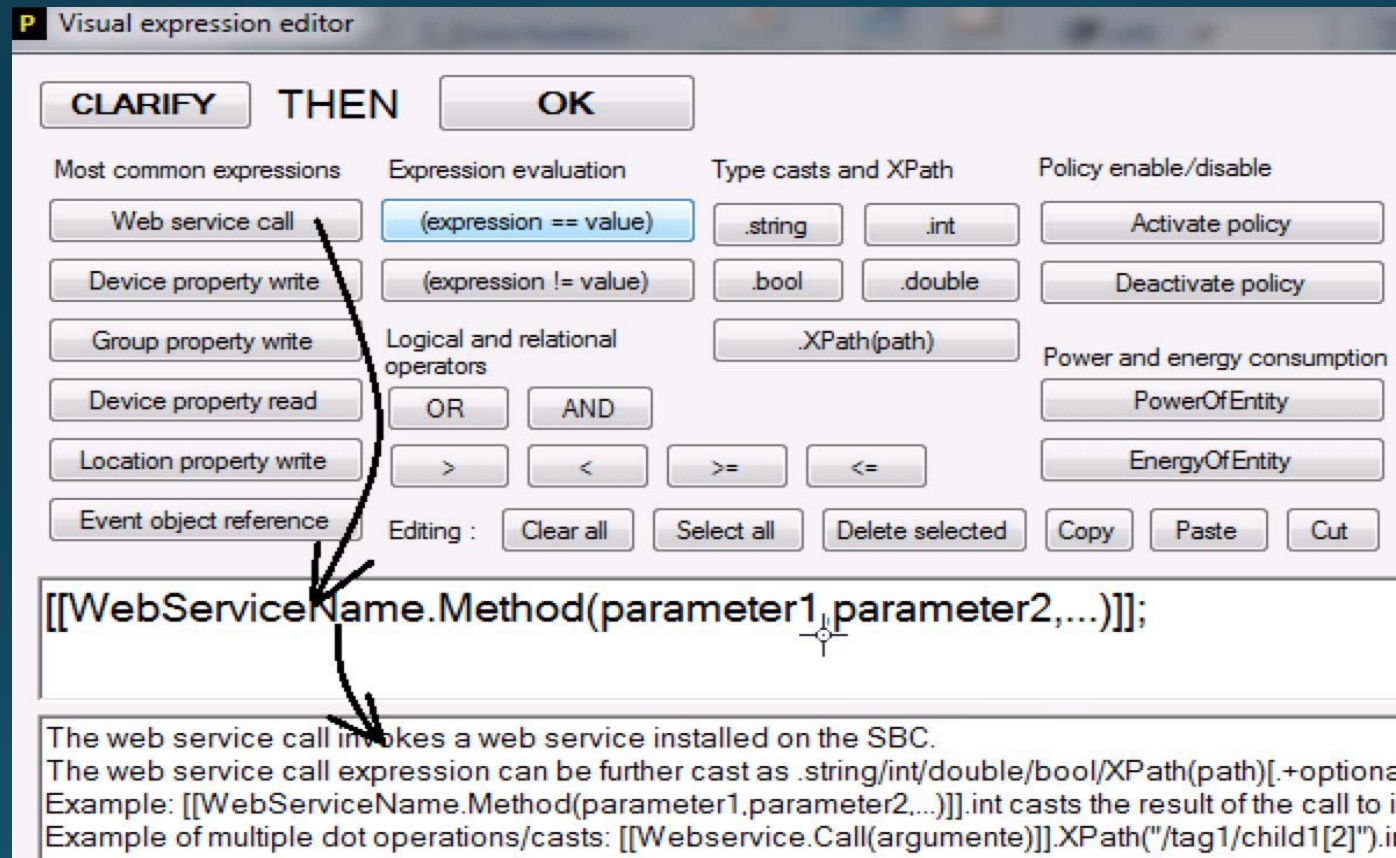 P Visual expression editor
CLARIFY THEN OK
Most common expressions Expression evaluation Type casts and XPath Policy enable/disable
Web service call (expression == value) .string .int Activate policy
Device property write (expression != value) .bool .double Deactivate policy
Group property write Logical and relational operators .XPath(path) Power and energy consumption
Device property read OR AND PowerOfEntity
Location property write > < >= <= EnergyOfEntity
Event object reference Editing : Clear all Select all Delete selected Copy Paste Cut
[[WebServiceName.Method(parameter1,parameter2,...)]];
The web service call invokes a web service installed on the SBC.
The web service call expression can be further cast as .string/int/double/bool/XPath(path)[.+optiona
Example: [[WebServiceName.Method(parameter1,parameter2,...)]].int casts the result of the call to i
Example of multiple dot operations/casts: [[Webservice.Call(argumente)]].XPath("/tag1/child1[2]").i